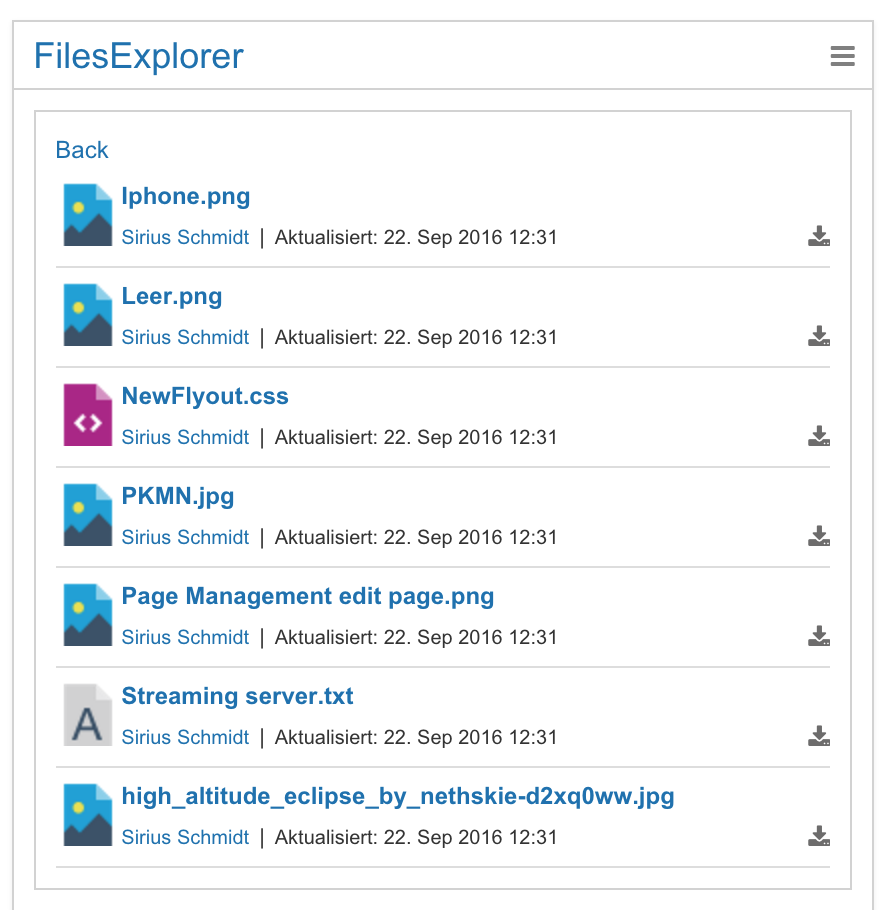 FilesExplorer
Back
Iphone.png
Sirius Schmidt | Aktualisiert: 22. Sep 2016 12:31
Leer.png
Sirius Schmidt | Aktualisiert: 22. Sep 2016 12:31
NewFlyout.css
Sirius Schmidt | Aktualisiert: 22. Sep 2016 12:31
PKMN.jpg
Sirius Schmidt | Aktualisiert: 22. Sep 2016 12:31
Page Management edit page.png
Sirius Schmidt | Aktualisiert: 22. Sep 2016 12:31
Streaming server.txt
Sirius Schmidt | Aktualisiert: 22. Sep 2016 12:31
high_altitude_eclipse_by_nethskie-d2xq0ww.jpg
Sirius Schmidt | Aktualisiert: 22. Sep 2016 12:31